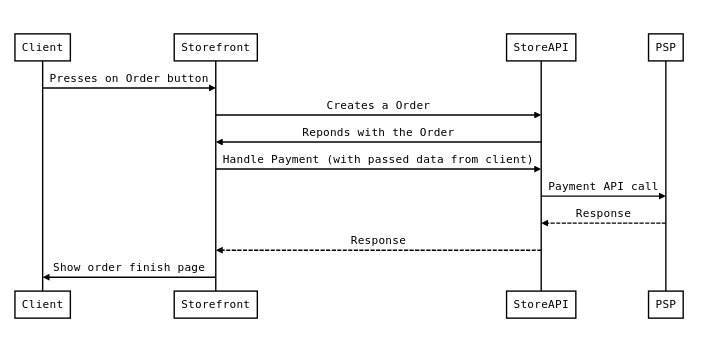 Client
Storefront
StoreAPI
PSP
Presses on Order button
Creates a Order
Reponds with the Order
Handle Payment (with passed data from client)
Payment API call
Response
Response
Show order finish page
Client
Storefront
StoreAPI
PSP